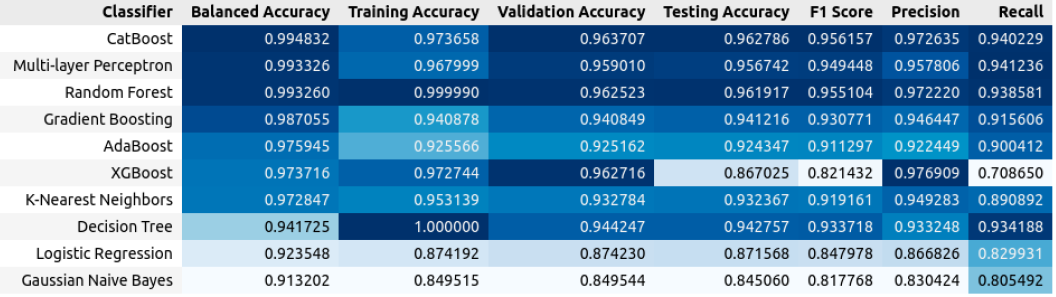 Classifier Balanced Accuracy Training Accuracy Validation Accuracy Testing Accuracy F1 Score Precision Recall
CatBoost 0.994832 0.973658 0.963707 0.962786 0.956157 0.972635 0.940229
Multi-layer Perceptron 0.993326 0.967999 0.959010 0.956742 0.949448 0.957806 0.941236
Random Forest 0.993260 0.999990 0.962523 0.961917 0.955104 0.972220 0.938581
Gradient Boosting 0.987055 0.940878 0.940849 0.941216 0.930771 0.946447 0.915606
AdaBoost 0.975945 0.925566 0.925162 0.924347 0.911297 0.922449 0.900412
XGBoost 0.973716 0.972744 0.962716 0.867025 0.821432 0.976909 0.708650
K-Nearest Neighbors 0.972847 0.953139 0.932784 0.932367 0.919161 0.949283 0.890892
Decision Tree 0.941725 1.000000 0.944247 0.942757 0.933718 0.933248 0.934188
Logistic Regression 0.923548 0.874192 0.874230 0.871568 0.847978 0.866826 0.829931
Gaussian Naive Bayes 0.913202 0.849515 0.849544 0.845060 0.817768 0.830424 0.805492